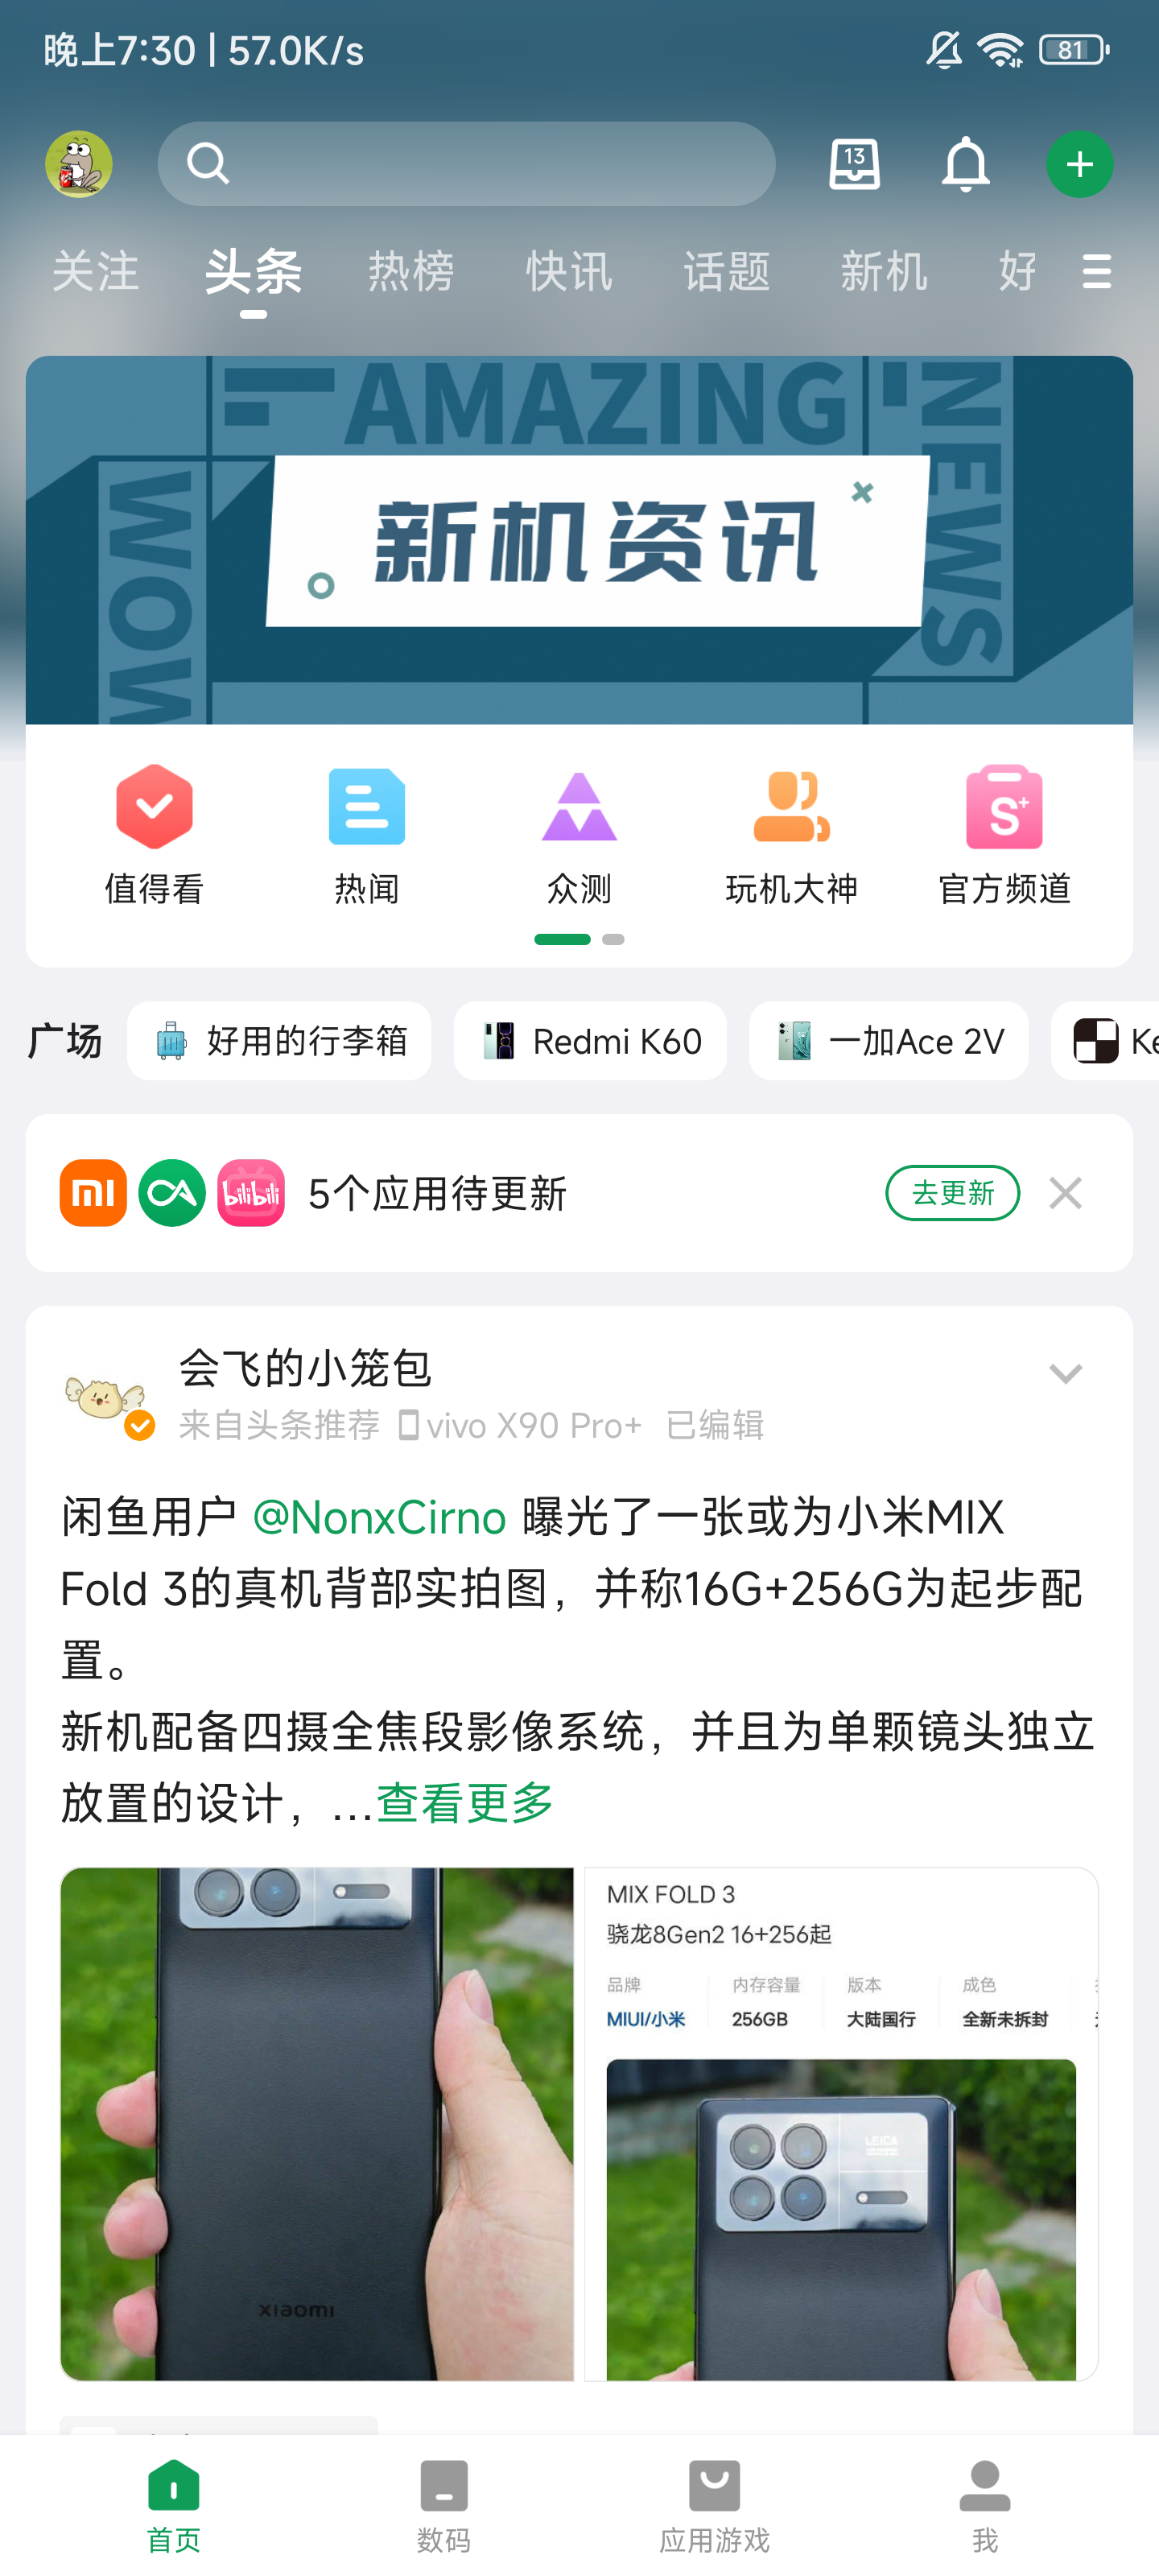 晚上7:30 | 57.0K/s
81
13
关注 头条 热榜 快讯 话题 新机 好
AMAZING
NEWS
WOW
新机资讯
S+
值得看 热闻 众测 玩机大神 官方频道
广场 好用的行李箱 Redmi K60 一加Ace 2V Ke
bilibili 5个应用待更新 去更新
会飞的小笼包
来自头条推荐 vivo X90 Pro+ 已编辑
闲鱼用户 @NonxCirno 曝光了一张或为小米MIX
Fold 3的真机背部实拍图，并称16G+256G为起步配
置。
新机配备四摄全焦段影像系统，并且为单颗镜头独立
放置的设计，...查看更多
MIX FOLD 3
骁龙8Gen2 16+256起
品牌 内存容量 版本 成色
MIUI/小米 256GB 大陆国行 全新未拆封
LEICA
xiaomi
首页 数码 应用游戏 我